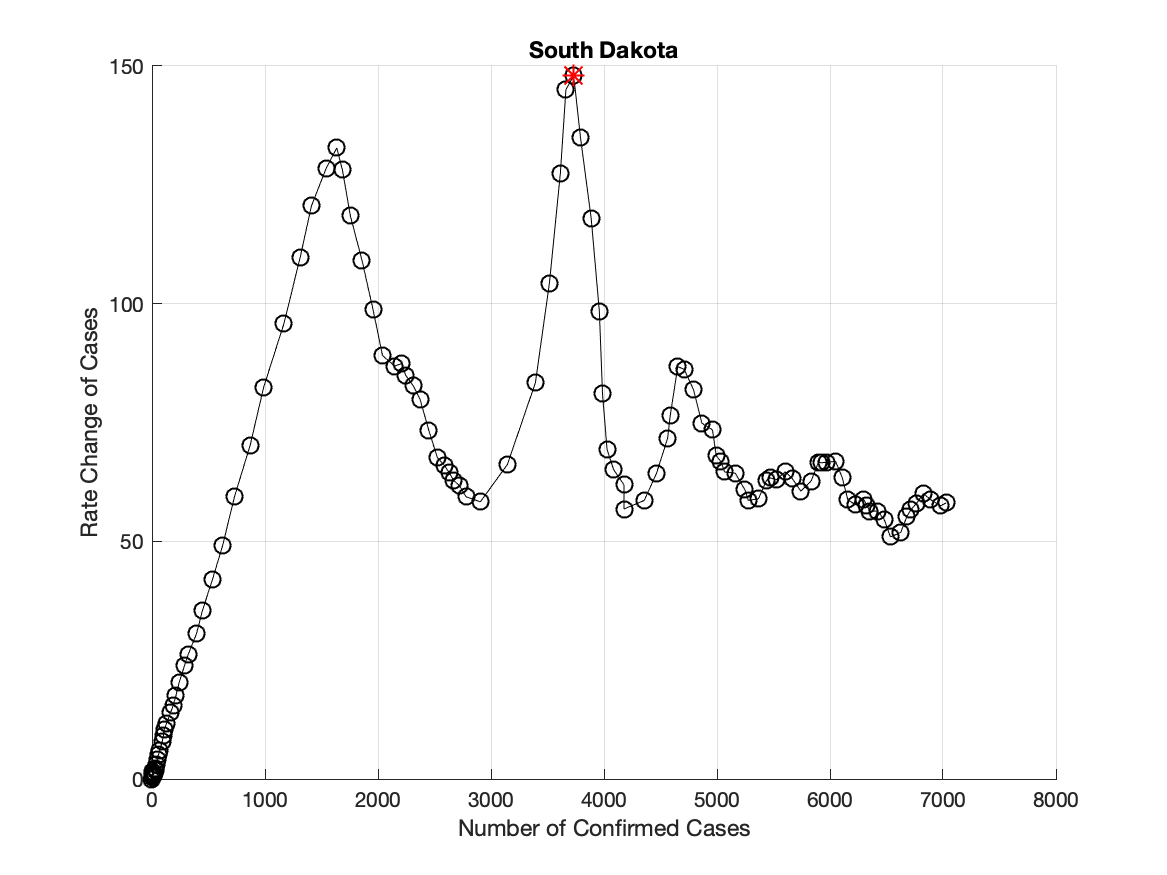 South Dakota
150
100
50
0
Rate Change of Cases
0 1000 2000 3000 4000 5000 6000 7000 8000
Number of Confirmed Cases